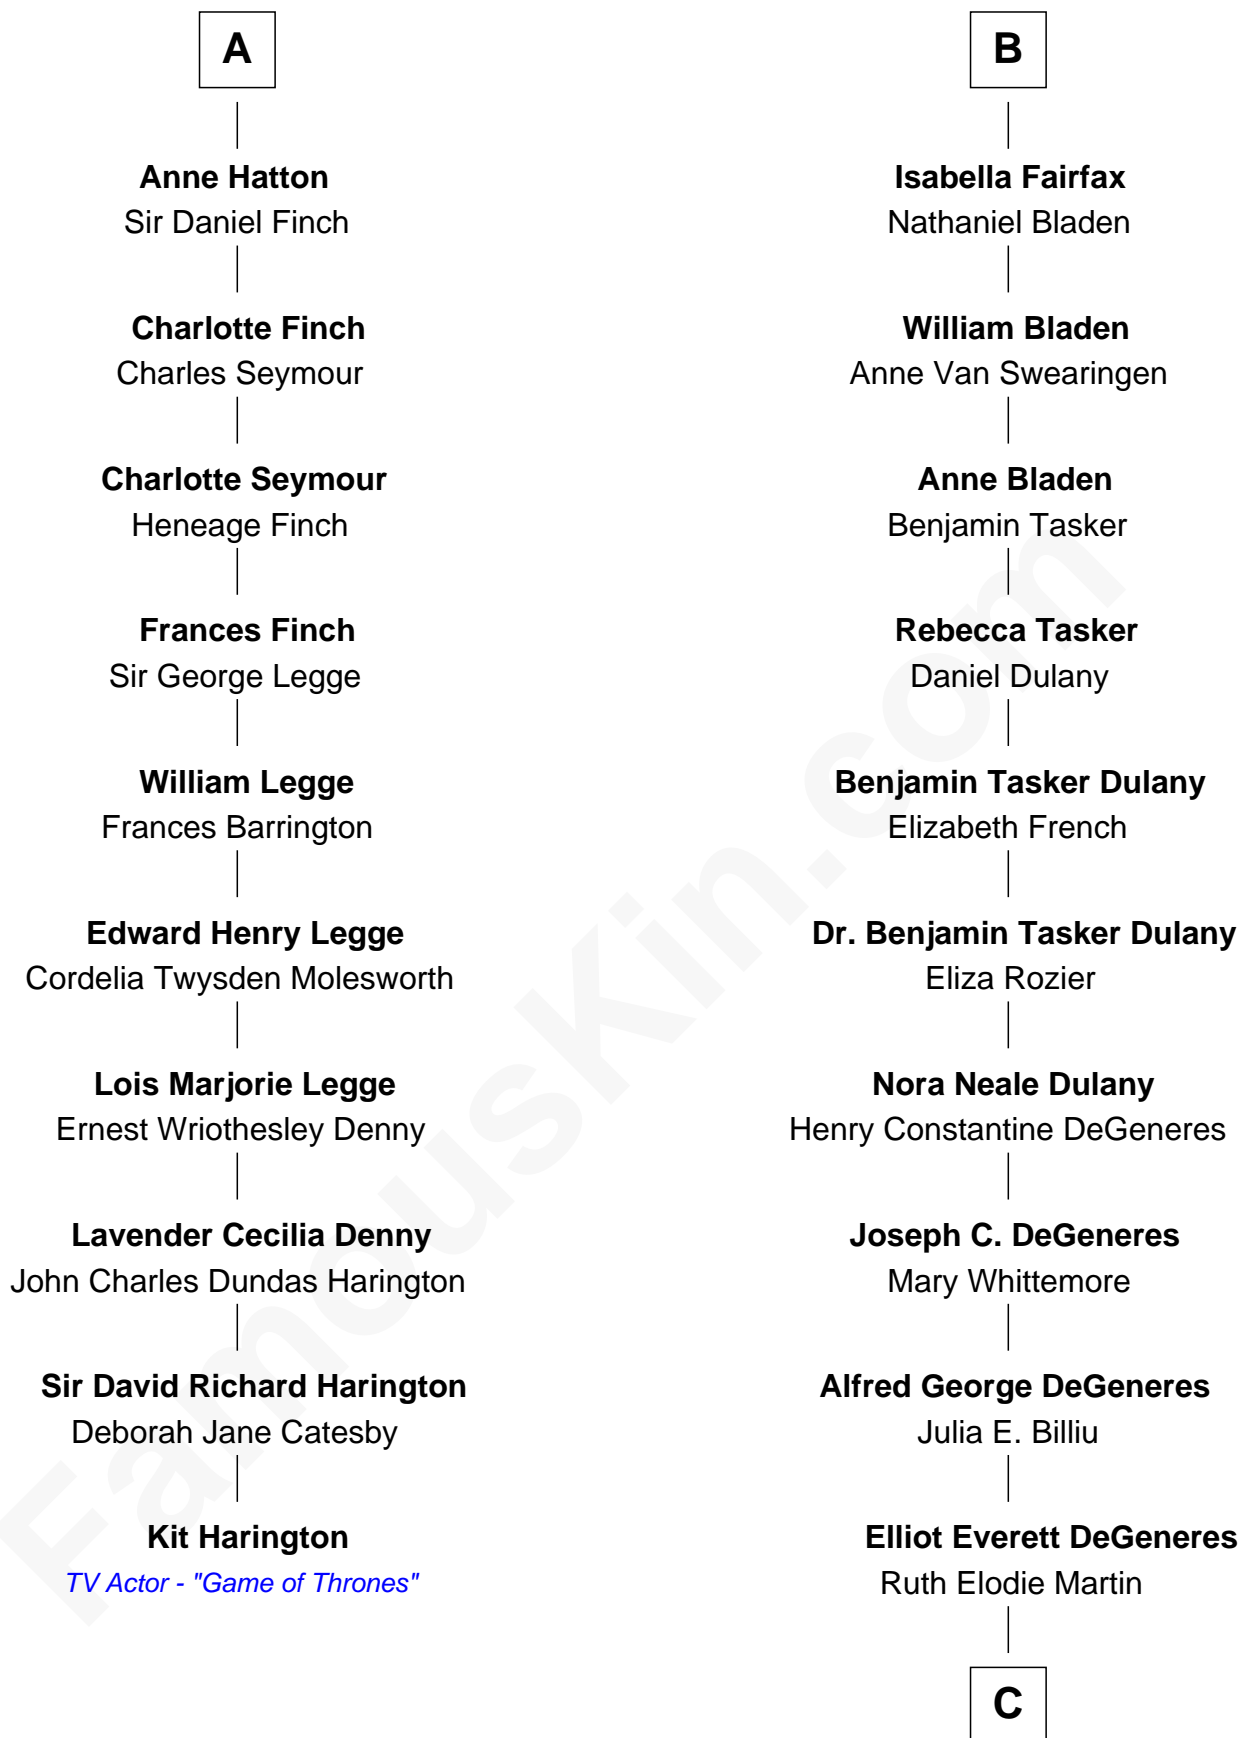 A
Anne Hatton
Sir Daniel Finch
Charlotte Finch
Charles Seymour
Charlotte Seymour
Heneage Finch
Frances Finch
Sir George Legge
William Legge
Frances Barrington
Edward Henry Legge
Cordelia Twysden Molesworth
Lois Marjorie Legge
Ernest Wriothesley Denny
Lavender Cecilia Denny
John Charles Dundas Harington
Sir David Richard Harington
Deborah Jane Catesby
Kit Harington
TV Actor - "Game of Thrones"
B
Isabella Fairfax
Nathaniel Bladen
William Bladen
Anne Van Swearingen
Anne Bladen
Benjamin Tasker
Rebecca Tasker
Daniel Dulany
Benjamin Tasker Dulany
Elizabeth French
Dr. Benjamin Tasker Dulany
Eliza Rozier
Nora Neale Dulany
Henry Constantine DeGeneres
Joseph C. DeGeneres
Mary Whittemore
Alfred George DeGeneres
Julia E. Billiu
Elliot Everett DeGeneres
Ruth Elodie Martin
C
FamousKin.com